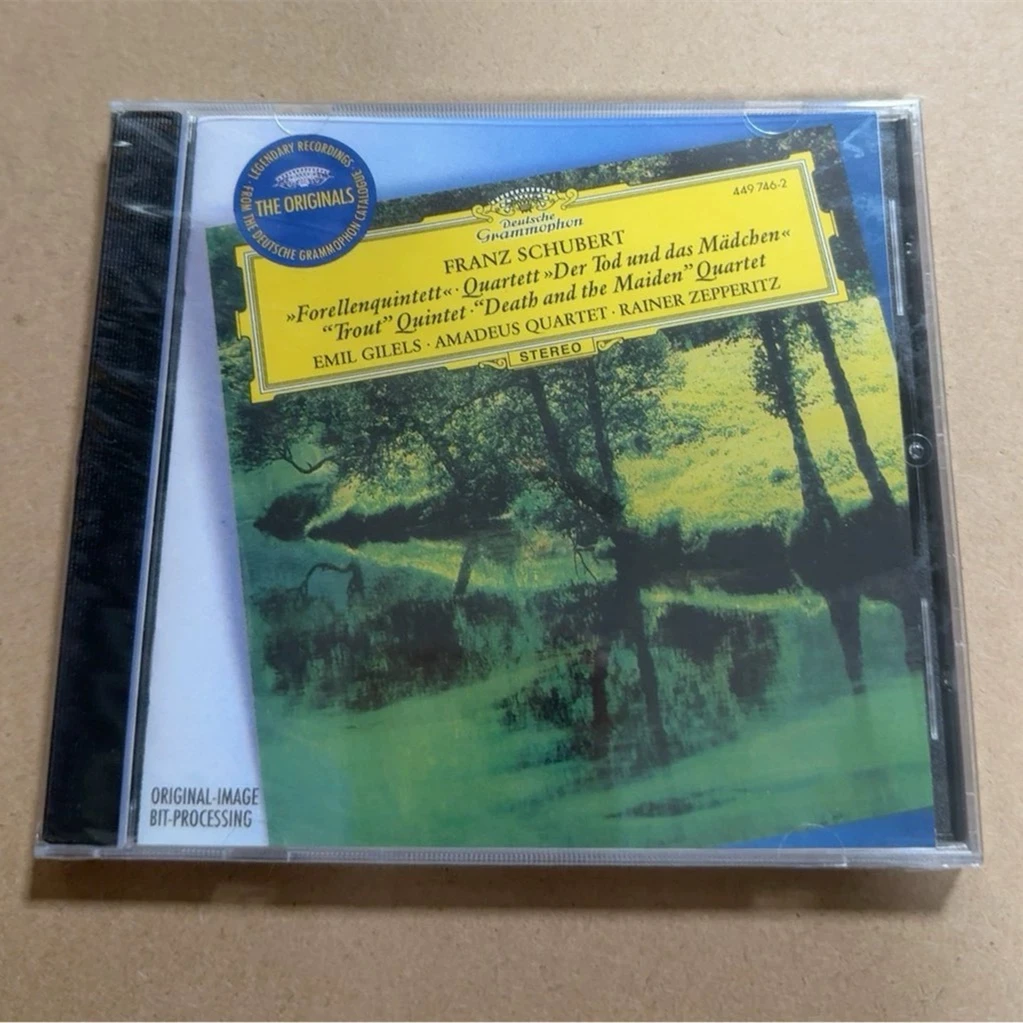 · LEGENDARY RECORDINGS ·
FROM THE DEUTSCHE GRAMMOPHON CATALOGUE
THE ORIGINALS
449 746-2
Deutsche
Grammophon
FRANZ SCHUBERT
»Forellenquintett« · Quartett »Der Tod und das Mädchen«
“Trout” Quintet · “Death and the Maiden” Quartet
EMIL GILELS · AMADEUS QUARTET · RAINER ZEPPERITZ
STEREO
ORIGINAL-IMAGE
BIT-PROCESSING